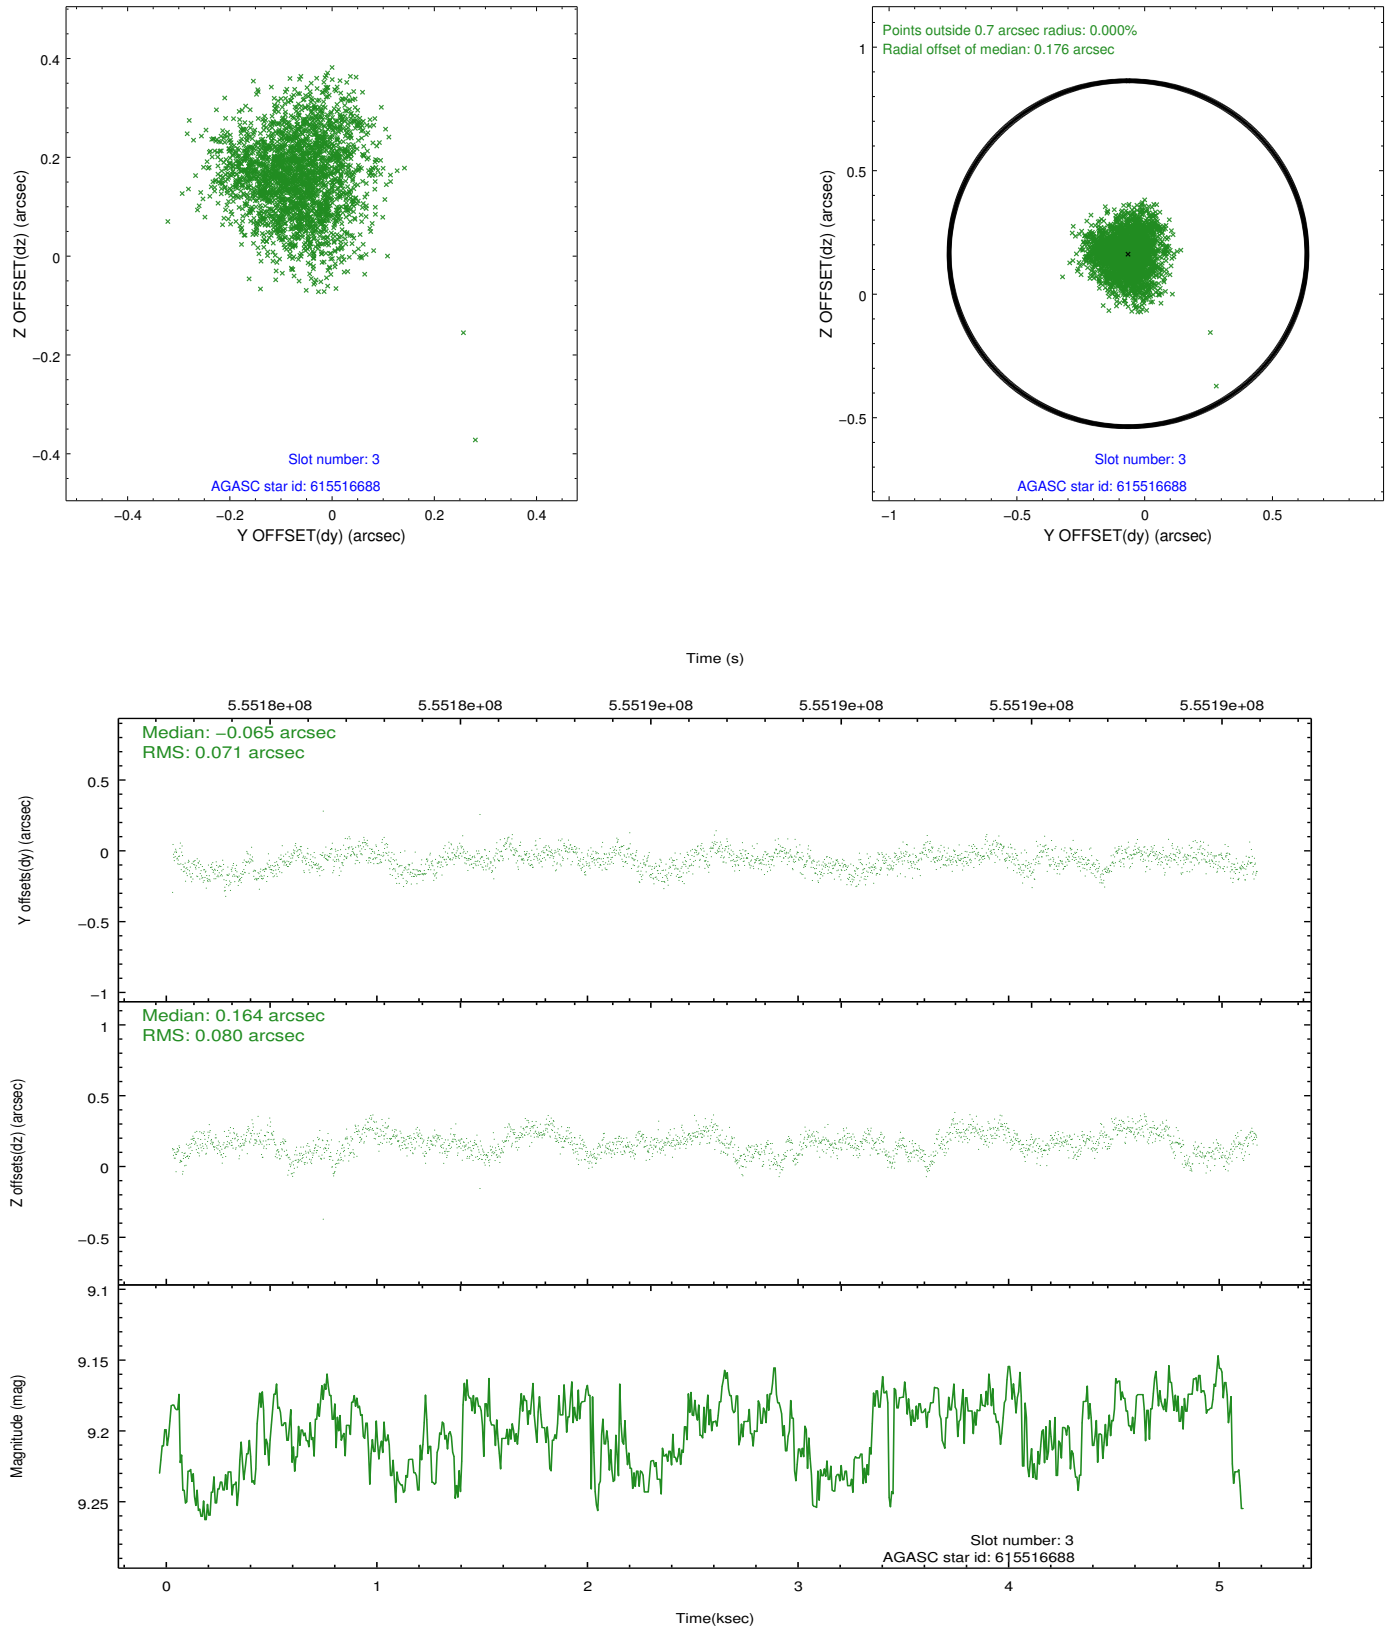 0.4
0.2
0
−0.2
−0.4
Z OFFSET(dz) (arcsec)
Slot number: 3
AGASC star id: 615516688
−0.4 −0.2 0 0.2 0.4
Y OFFSET(dy) (arcsec)
Points outside 0.7 arcsec radius: 0.000%
Radial offset of median: 0.176 arcsec
1
0.5
0
−0.5
Z OFFSET(dz) (arcsec)
Slot number: 3
AGASC star id: 615516688
−1 −0.5 0 0.5
Y OFFSET(dy) (arcsec)
Time (s)
5.5518e+08 5.5518e+08 5.5519e+08 5.5519e+08 5.5519e+08 5.5519e+08
Median: −0.065 arcsec
RMS: 0.071 arcsec
0.5
0
−0.5
−1
Y offsets(dy) (arcsec)
Median: 0.164 arcsec
RMS: 0.080 arcsec
1
0.5
0
−0.5
Z offsets(dz) (arcsec)
9.1
9.15
9.2
9.25
Magnitude (mag)
Slot number: 3
AGASC star id: 615516688
0 1 2 3 4 5
Time(ksec)